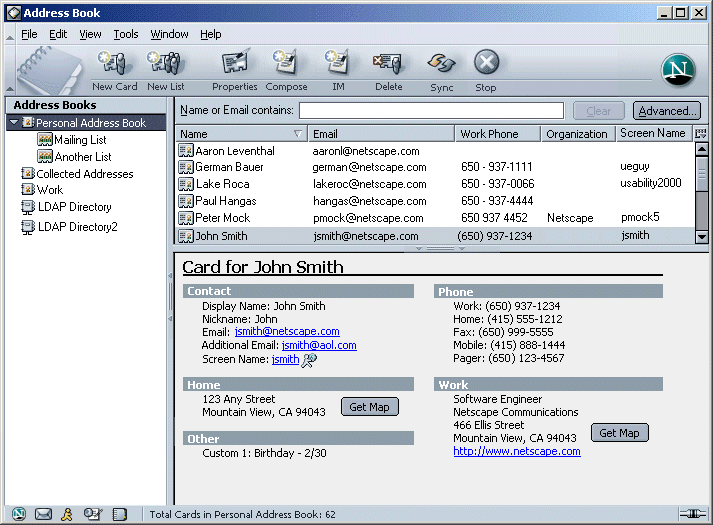 Address Book
File Edit View Tools Window Help
New Card New List Properties Compose IM Delete Sync Stop
N
Address Books
Personal Address Book
Mailing List
Another List
Collected Addresses
Work
LDAP Directory
LDAP Directory2
Name or Email contains: Clear Advanced...
Name Email Work Phone Organization Screen Name
Aaron Leventhal aaronl@netscape.com
German Bauer german@netscape.com 650 - 937-1111 ueguy
Lake Roca lakeroc@netscape.com 650 - 937-0066 usability2000
Paul Hangas hangas@netscape.com 650 - 937-4444
Peter Mock pmock@netscape.com 650 937 4452 Netscape pmock5
John Smith jsmith@netscape.com (650) 937-1234 jsmith
Card for John Smith
Contact
Display Name: John Smith
Nickname: John
Email: jsmith@netscape.com
Additional Email: jsmith@aol.com
Screen Name: jsmith
Phone
Work: (650) 937-1234
Home: (415) 555-1212
Fax: (650) 999-5555
Mobile: (415) 888-1444
Pager: (650) 123-4567
Home
123 Any Street
Mountain View, CA 94043
Get Map
Work
Software Engineer
Netscape Communications
466 Ellis Street
Mountain View, CA 94043
http://www.netscape.com
Get Map
Other
Custom 1: Birthday - 2/30
Total Cards in Personal Address Book: 62